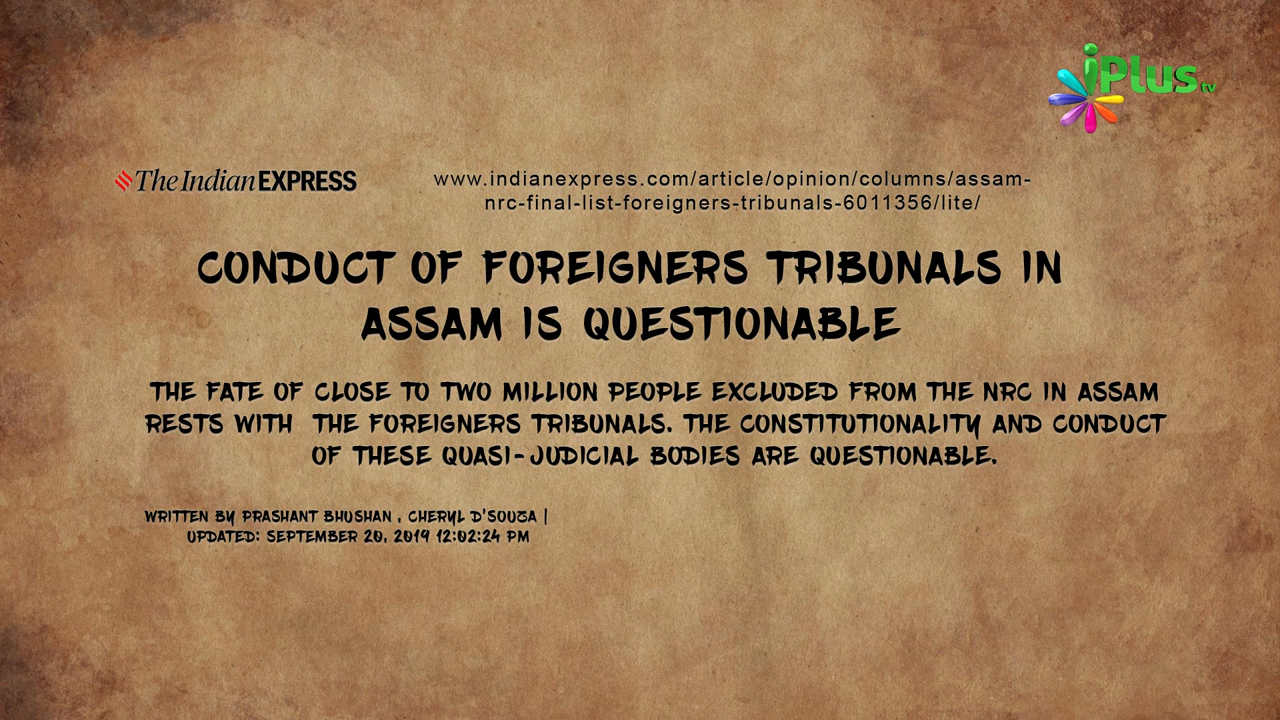 iPlus tv
The Indian EXPRESS
www.indianexpress.com/article/opinion/columns/assam-
nrc-final-list-foreigners-tribunals-6011356/lite/
CONDUCT OF FOREIGNERS TRIBUNALS IN
ASSAM IS QUESTIONABLE
THE FATE OF CLOSE TO TWO MILLION PEOPLE EXCLUDED FROM THE NRC IN ASSAM
RESTS WITH THE FOREIGNERS TRIBUNALS. THE CONSTITUTIONALITY AND CONDUCT
OF THESE QUASI-JUDICIAL BODIES ARE QUESTIONABLE.
WRITTEN BY PRASHANT BHUSHAN , CHERYL D'SOUZA |
UPDATED: SEPTEMBER 20, 2019 12:02:24 PM